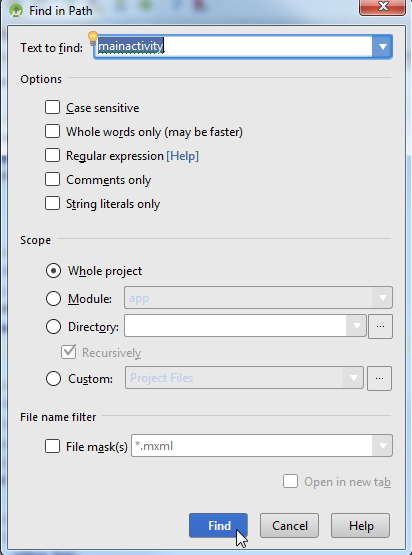 Find in Path
Text to find: mainactivity
Options
Case sensitive
Whole words only (may be faster)
Regular expression [Help]
Comments only
String literals only
Scope
Whole project
Module: app
Directory: ...
Recursively
Custom: Project Files ...
File name filter
File mask(s) *.mxml
Open in new tab
Find Cancel Help